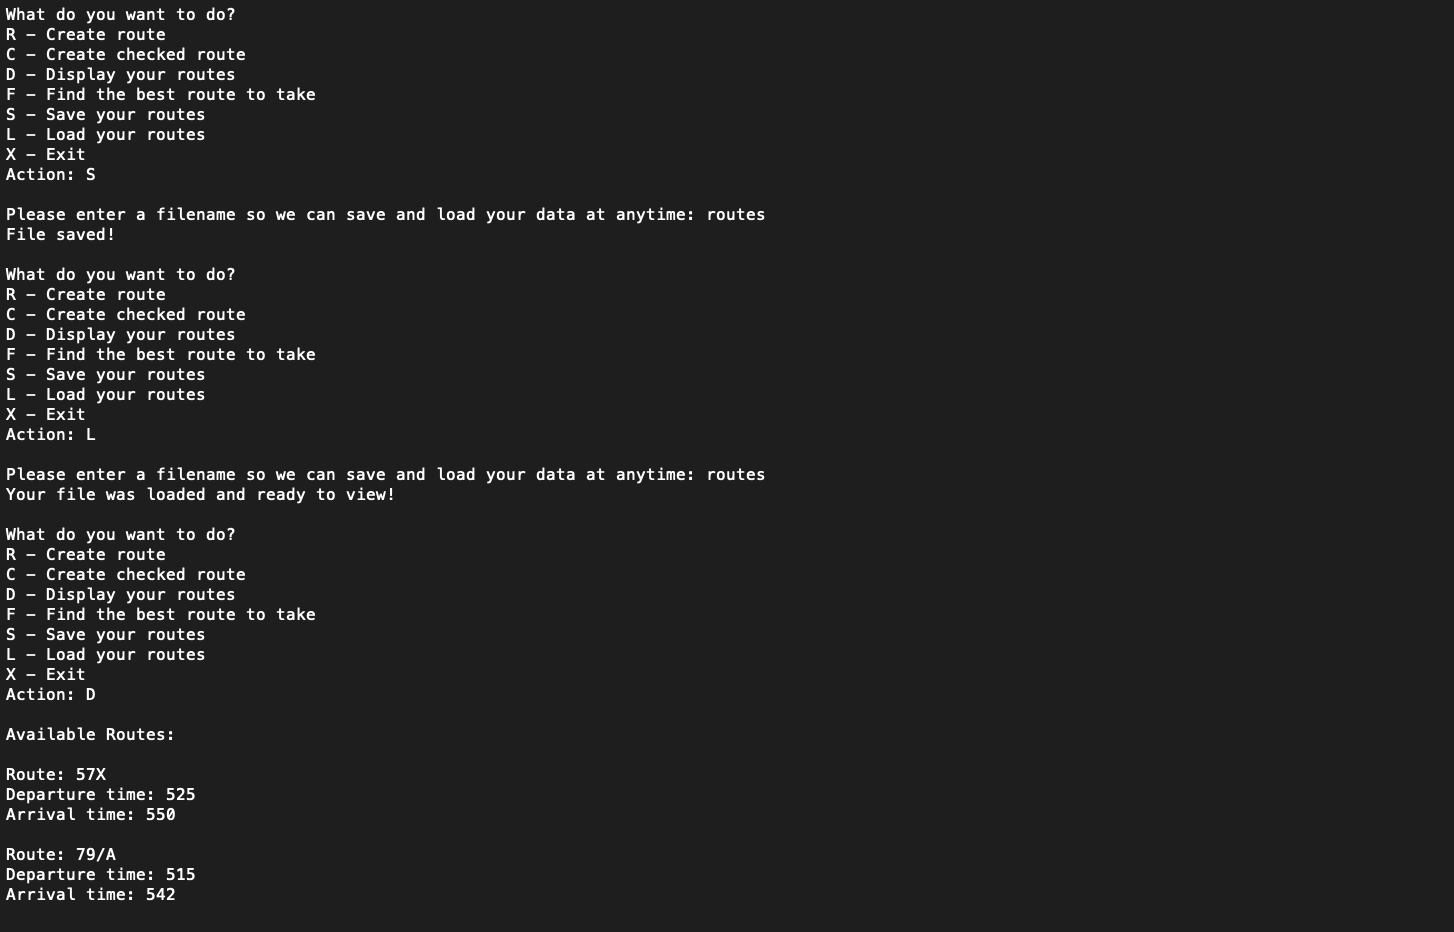 What do you want to do?
R – Create route
C – Create checked route
D – Display your routes
F – Find the best route to take
S – Save your routes
L – Load your routes
X – Exit
Action: S
Please enter a filename so we can save and load your data at anytime: routes
File saved!
What do you want to do?
R – Create route
C – Create checked route
D – Display your routes
F – Find the best route to take
S – Save your routes
L – Load your routes
X – Exit
Action: L
Please enter a filename so we can save and load your data at anytime: routes
Your file was loaded and ready to view!
What do you want to do?
R – Create route
C – Create checked route
D – Display your routes
F – Find the best route to take
S – Save your routes
L – Load your routes
X – Exit
Action: D
Available Routes:
Route: 57X
Departure time: 525
Arrival time: 550
Route: 79/A
Departure time: 515
Arrival time: 542